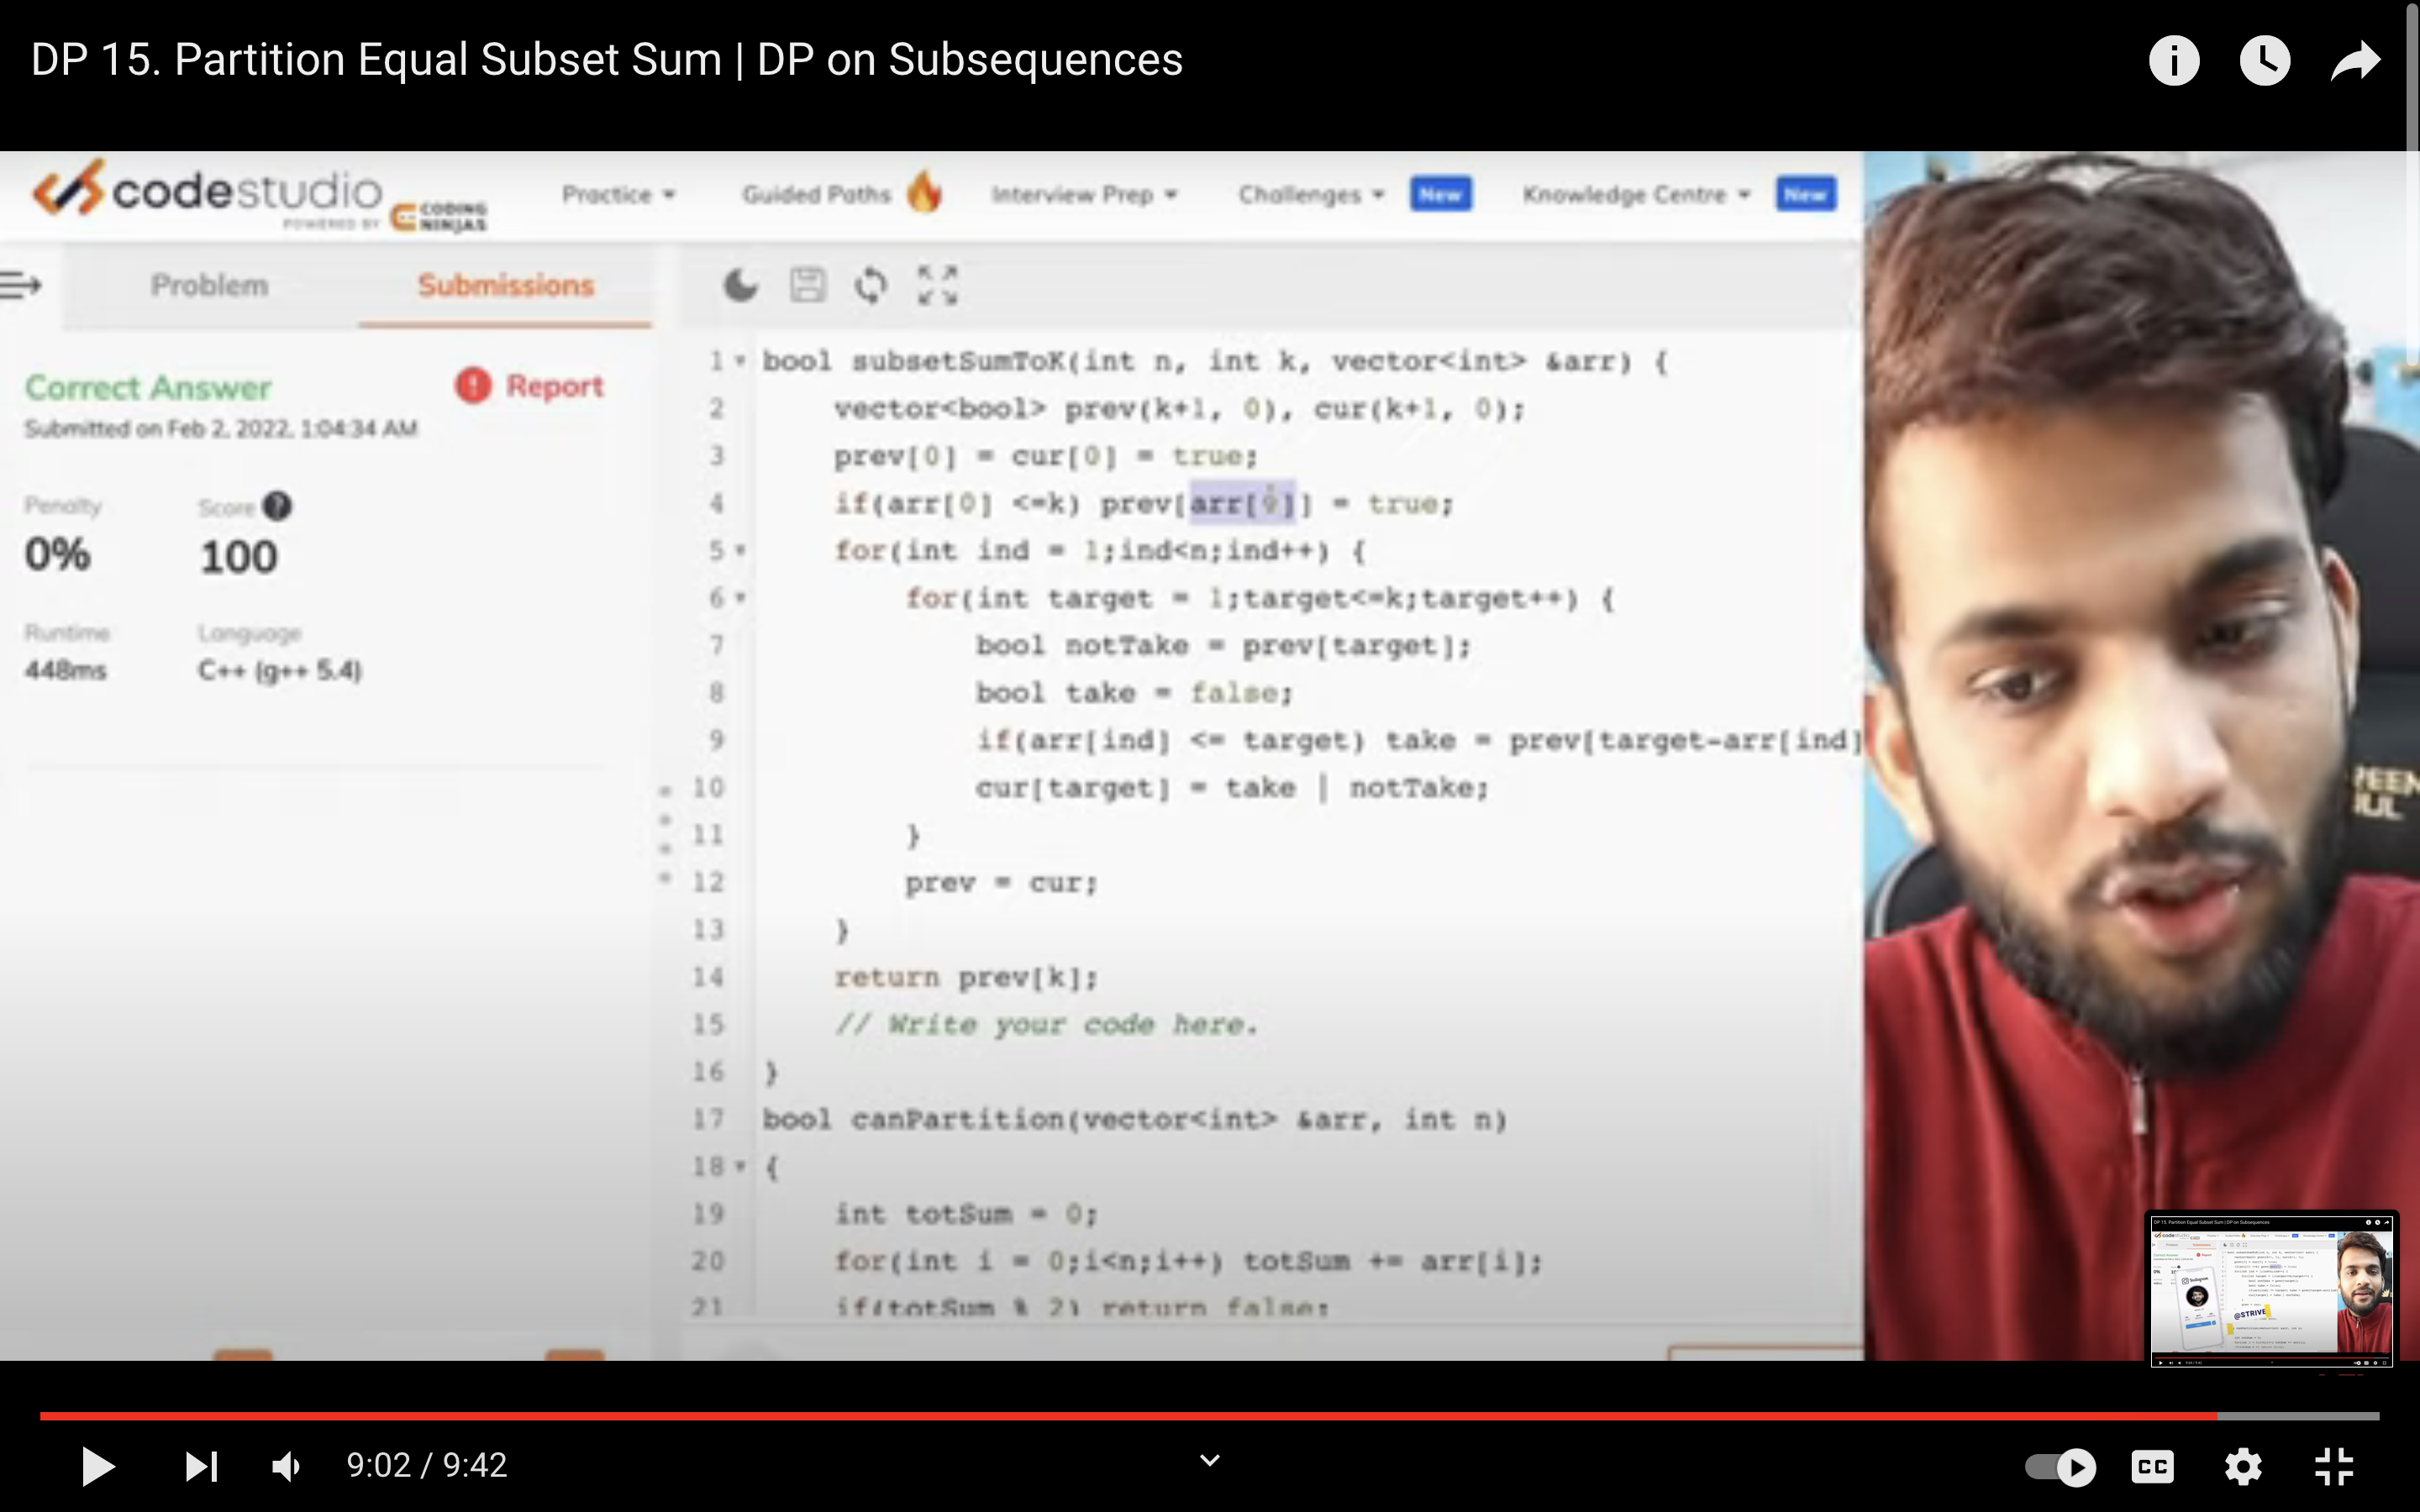 DP 15. Partition Equal Subset Sum | DP on Subsequences
codestudio
POWERED BY CODING NINJAS
Practice
Guided Paths
Interview Prep
Challenges
New
Knowledge Centre
New
Problem
Submissions
Correct Answer
Report
Submitted on Feb 2, 2022, 1:04:34 AM
Penalty
Score ?
0%
100
Runtime
Language
448ms
C++ (g++ 5.4)
1 bool subsetSumToK(int n, int k, vector<int> &arr) {
2 vector<bool> prev(k+1, 0), cur(k+1, 0);
3 prev[0] = cur[0] = true;
4 if(arr[0] <=k) prev[arr[0]] = true;
5 for(int ind = 1;ind<n;ind++) {
6 for(int target = 1;target<=k;target++) {
7 bool notTake = prev[target];
8 bool take = false;
9 if(arr[ind] <= target) take = prev[target-arr[ind]
10 cur[target] = take | notTake;
11 }
12 prev = cur;
13 }
14 return prev[k];
15 // Write your code here.
16 }
17 bool canPartition(vector<int> &arr, int n)
18 {
19 int totSum = 0;
20 for(int i = 0;i<n;i++) totSum += arr[i];
21 if(totSum % 2) return false;
@STRIVE
9:02 / 9:42
CC